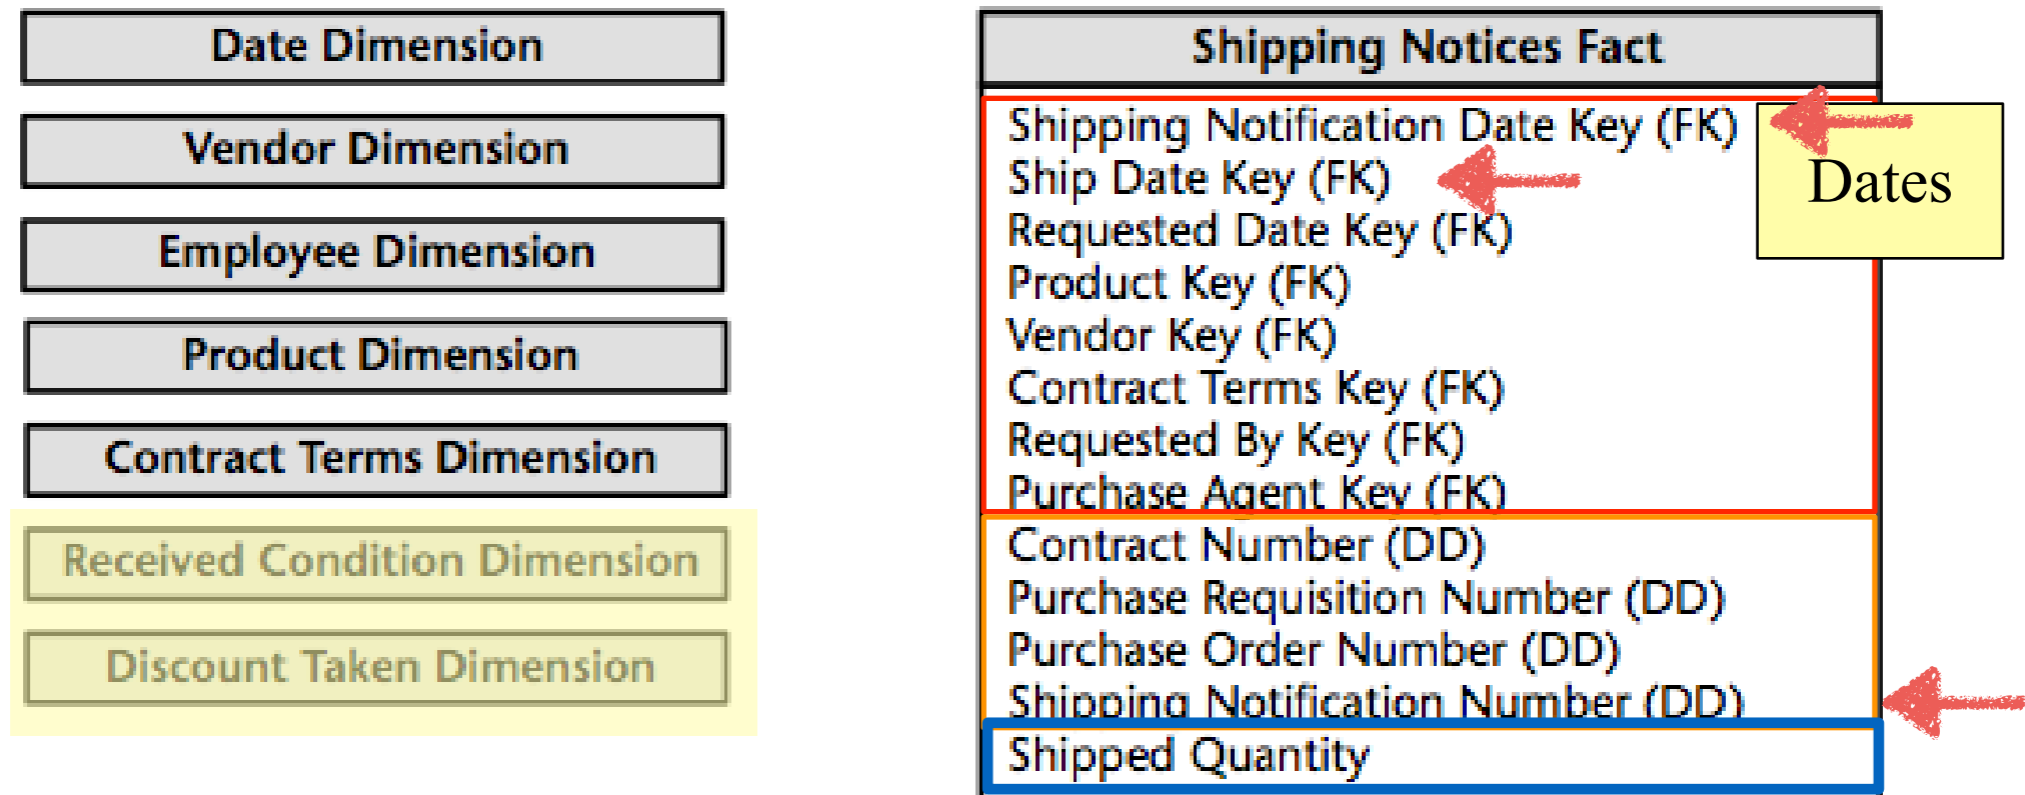 Date Dimension
Vendor Dimension
Employee Dimension
Product Dimension
Contract Terms Dimension
Received Condition Dimension
Discount Taken Dimension
Shipping Notices Fact
Shipping Notification Date Key (FK)
Ship Date Key (FK)
Requested Date Key (FK)
Product Key (FK)
Vendor Key (FK)
Contract Terms Key (FK)
Requested By Key (FK)
Purchase Agent Key (FK)
Contract Number (DD)
Purchase Requisition Number (DD)
Purchase Order Number (DD)
Shipping Notification Number (DD)
Shipped Quantity
Dates